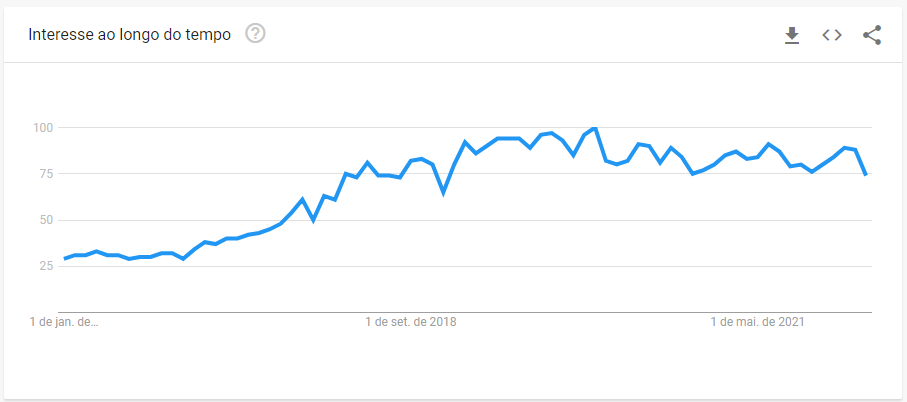 Interesse ao longo do tempo
100
75
50
25
1 de jan. de...
1 de set. de 2018
1 de mai. de 2021